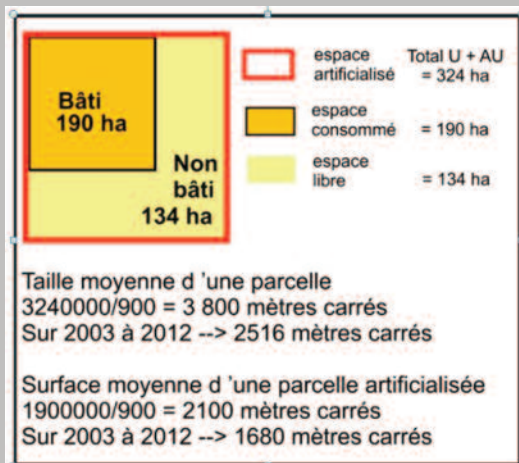 Bâti
190 ha
Non
bâti
134 ha
espace Total U + AU
artificialisé = 324 ha
espace
consommé = 190 ha
espace
libre = 134 ha
Taille moyenne d 'une parcelle
3240000/900 = 3 800 mètres carrés
Sur 2003 à 2012 --> 2516 mètres carrés
Surface moyenne d 'une parcelle artificialisée
1900000/900 = 2100 mètres carrés
Sur 2003 à 2012 --> 1680 mètres carrés